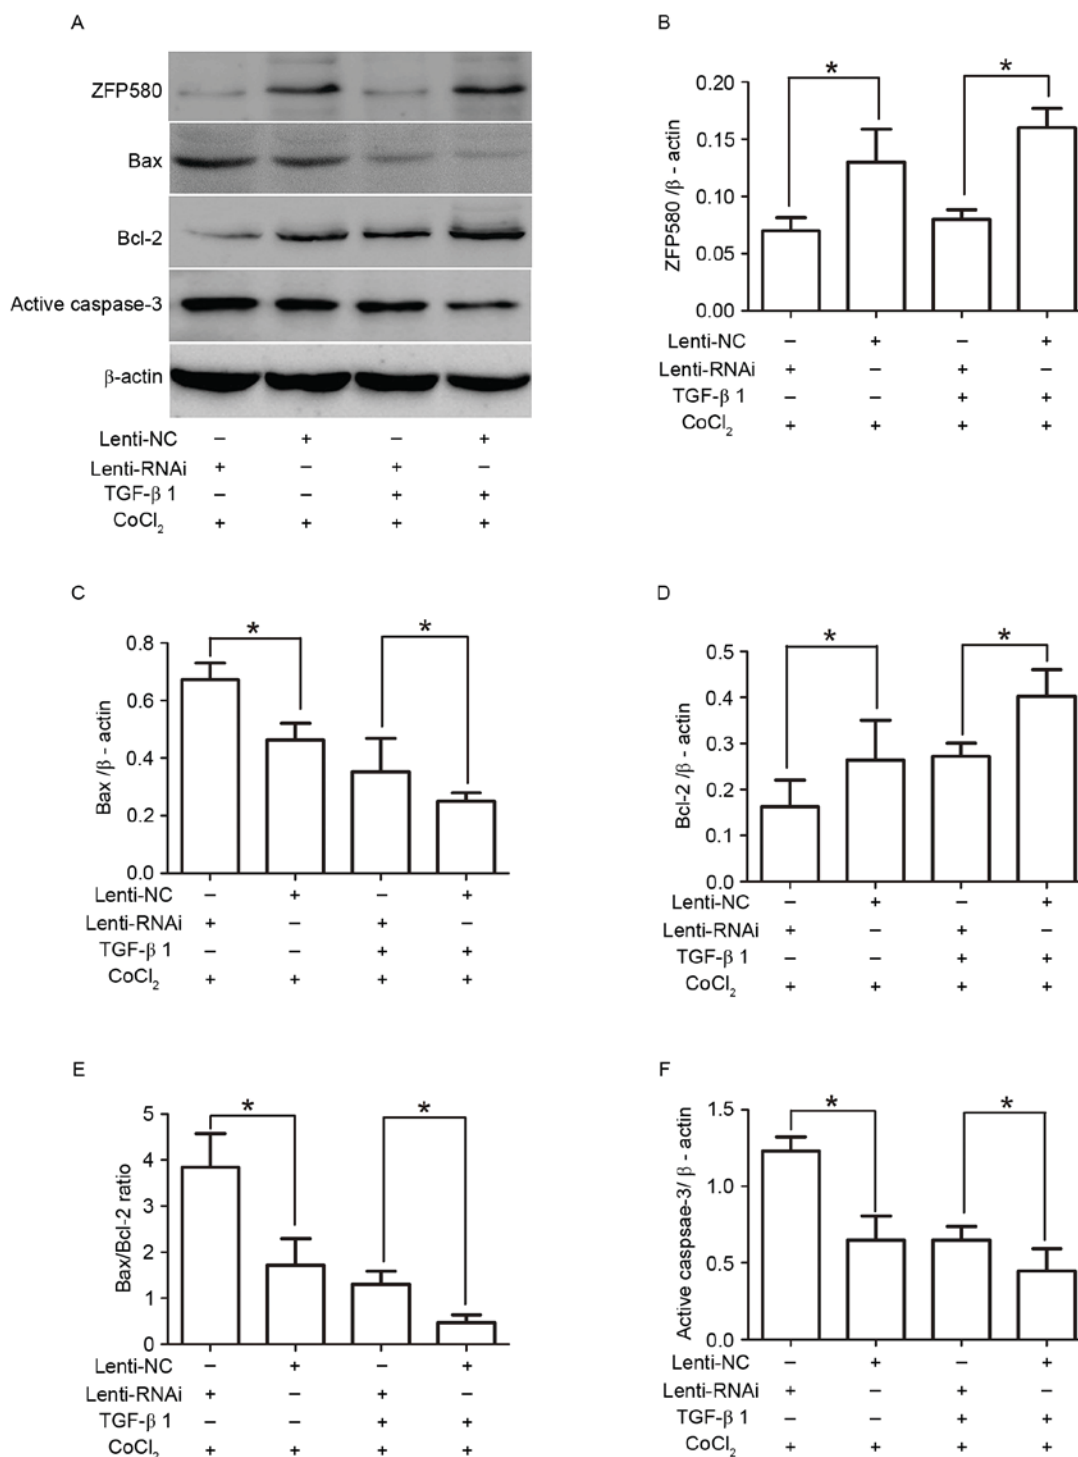 A
ZFP580
Bax
Bcl-2
Active caspase-3
β-actin
Lenti-NC − + − +
Lenti-RNAi + − + −
TGF-β 1 − − + +
CoCl₂ + + + +
B
*
*
ZFP580 /β - actin
0.20
0.15
0.10
0.05
0.00
Lenti-NC − + − +
Lenti-RNAi + − + −
TGF-β 1 − − + +
CoCl₂ + + + +
C
*
*
Bax /β - actin
0.8
0.6
0.4
0.2
0.0
Lenti-NC − + − +
Lenti-RNAi + − + −
TGF-β 1 − − + +
CoCl₂ + + + +
D
*
*
Bcl-2 /β - actin
0.5
0.4
0.3
0.2
0.1
0.0
Lenti-NC − + − +
Lenti-RNAi + − + −
TGF-β 1 − − + +
CoCl₂ + + + +
E
*
*
Bax/Bcl-2 ratio
5
4
3
2
1
0
Lenti-NC − + − +
Lenti-RNAi + − + −
TGF-β 1 − − + +
CoCl₂ + + + +
F
*
*
Active caspsae-3/ β - actin
1.5
1.0
0.5
0.0
Lenti-NC − + − +
Lenti-RNAi + − + −
TGF-β 1 − − + +
CoCl₂ + + + +